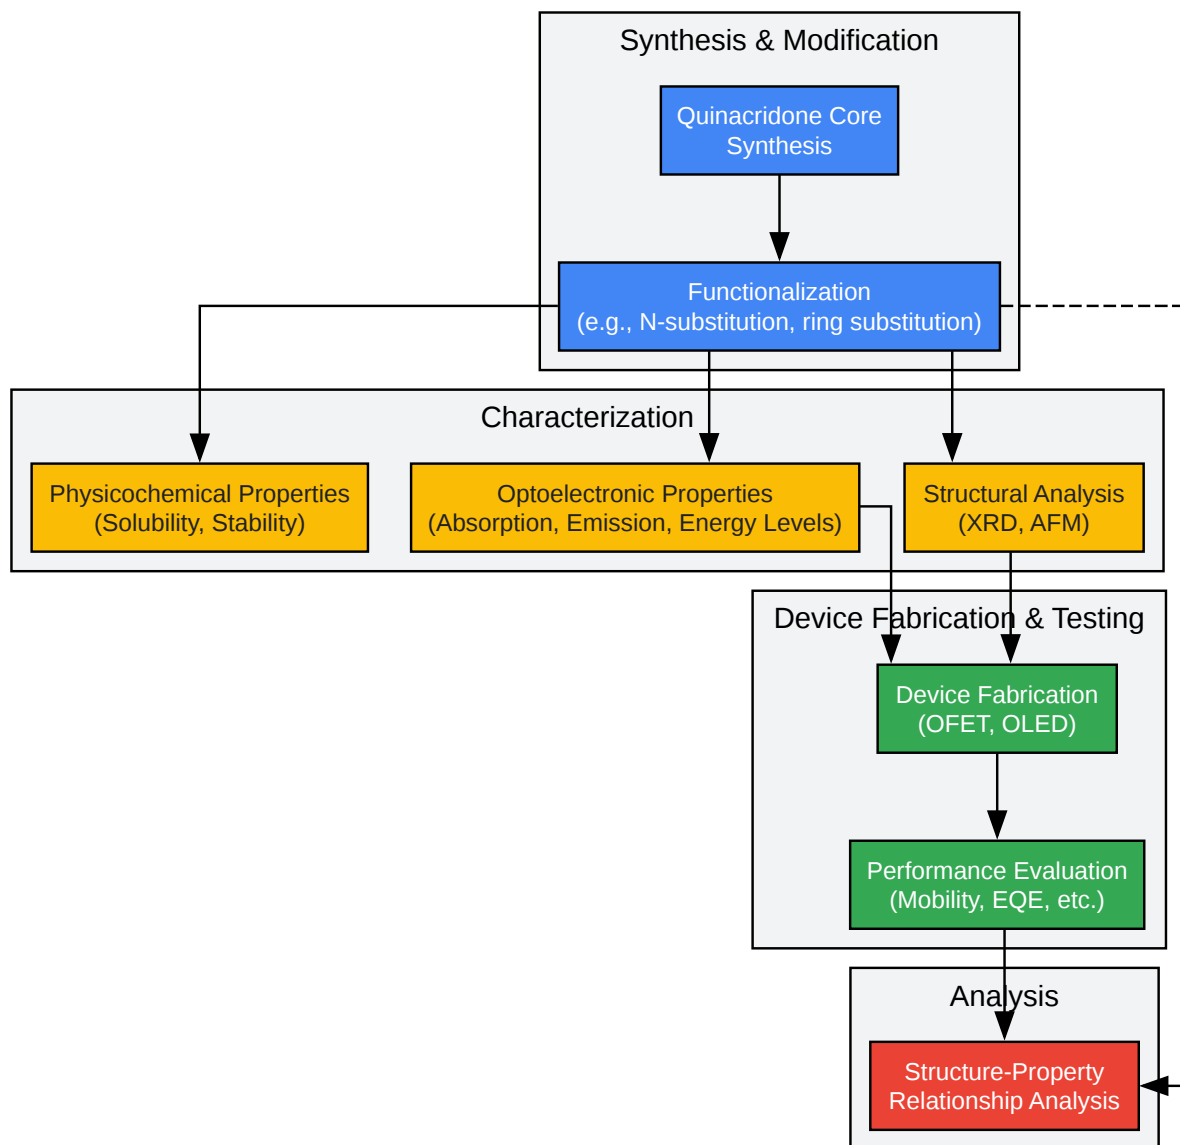 Synthesis & Modification
Quinacridone Core
Synthesis
Functionalization
(e.g., N-substitution, ring substitution)
Characterization
Physicochemical Properties
(Solubility, Stability)
Optoelectronic Properties
(Absorption, Emission, Energy Levels)
Structural Analysis
(XRD, AFM)
Device Fabrication & Testing
Device Fabrication
(OFET, OLED)
Performance Evaluation
(Mobility, EQE, etc.)
Analysis
Structure-Property
Relationship Analysis